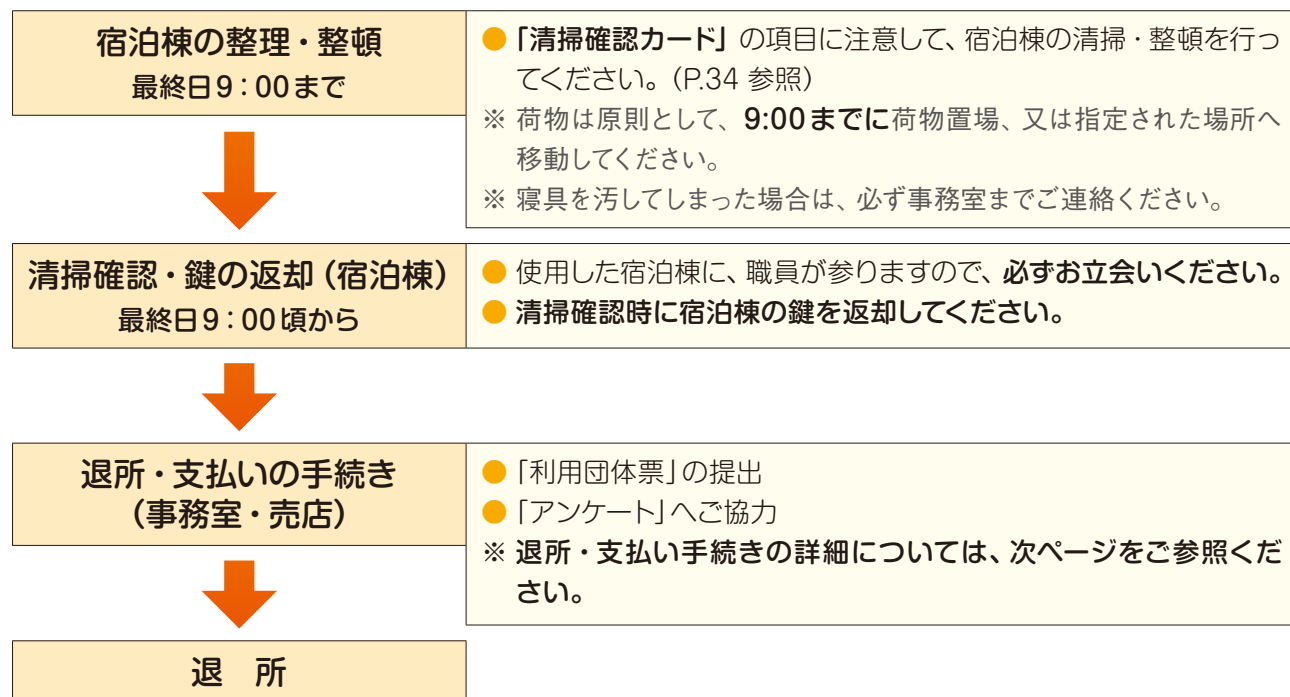 宿泊棟の整理・整頓
最終日9:00まで
●「清掃確認カード」の項目に注意して、宿泊棟の清掃・整頓を行っ
てください。(P.34 参照)
※ 荷物は原則として、9:00までに荷物置場、又は指定された場所へ
移動してください。
※ 寝具を汚してしまった場合は、必ず事務室までご連絡ください。
清掃確認・鍵の返却(宿泊棟)
最終日9:00頃から
● 使用した宿泊棟に、職員が参りますので、必ずお立会いください。
● 清掃確認時に宿泊棟の鍵を返却してください。
退所・支払いの手続き
(事務室・売店)
●「利用団体票」の提出
●「アンケート」へご協力
※ 退所・支払い手続きの詳細については、次ページをご参照くだ
さい。
退 所